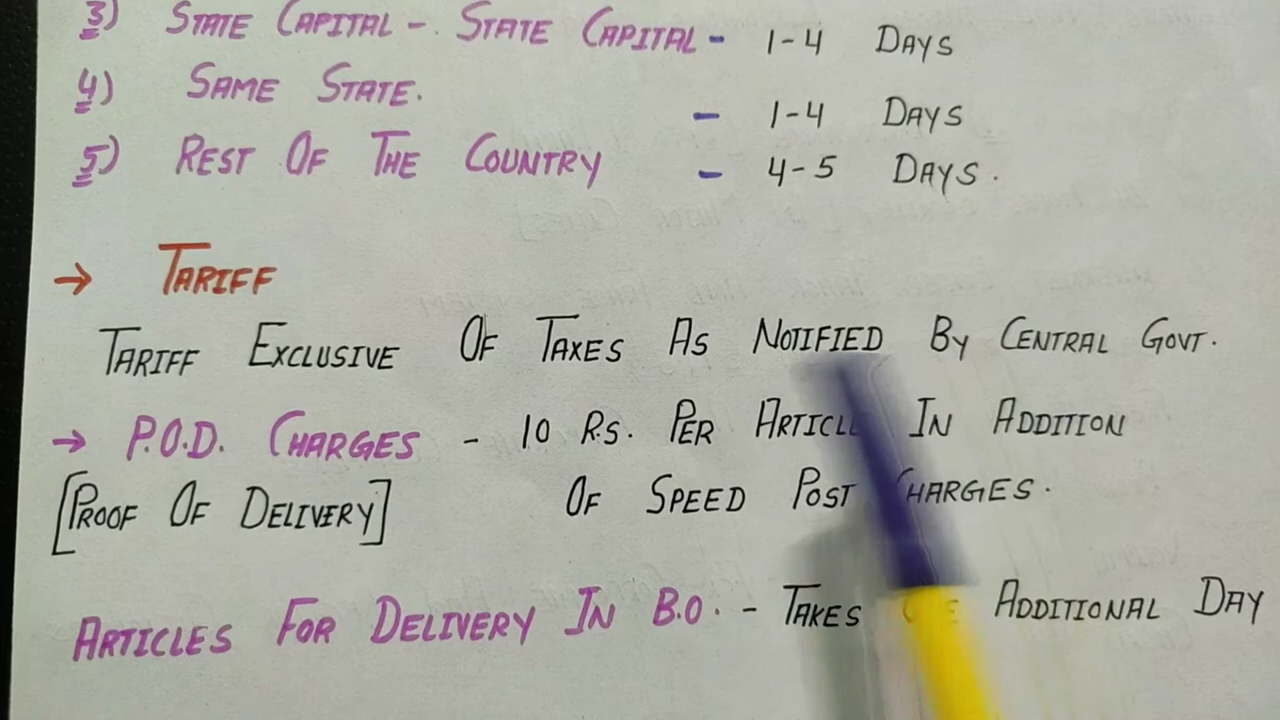 3) STATE CAPITAL - STATE CAPITAL - 1-4 DAYS
4) SAME STATE. - 1-4 DAYS
5) REST OF THE COUNTRY - 4-5 DAYS.
→ TARIFF
TARIFF EXCLUSIVE OF TAXES AS NOTIFIED BY CENTRAL GOVT.
→ P.O.D. CHARGES - 10 R.S. PER ARTICLE IN ADDITION
[PROOF OF DELIVERY] OF SPEED POST CHARGES.
ARTICLES FOR DELIVERY IN B.O. - TAKES ADDITIONAL DAY